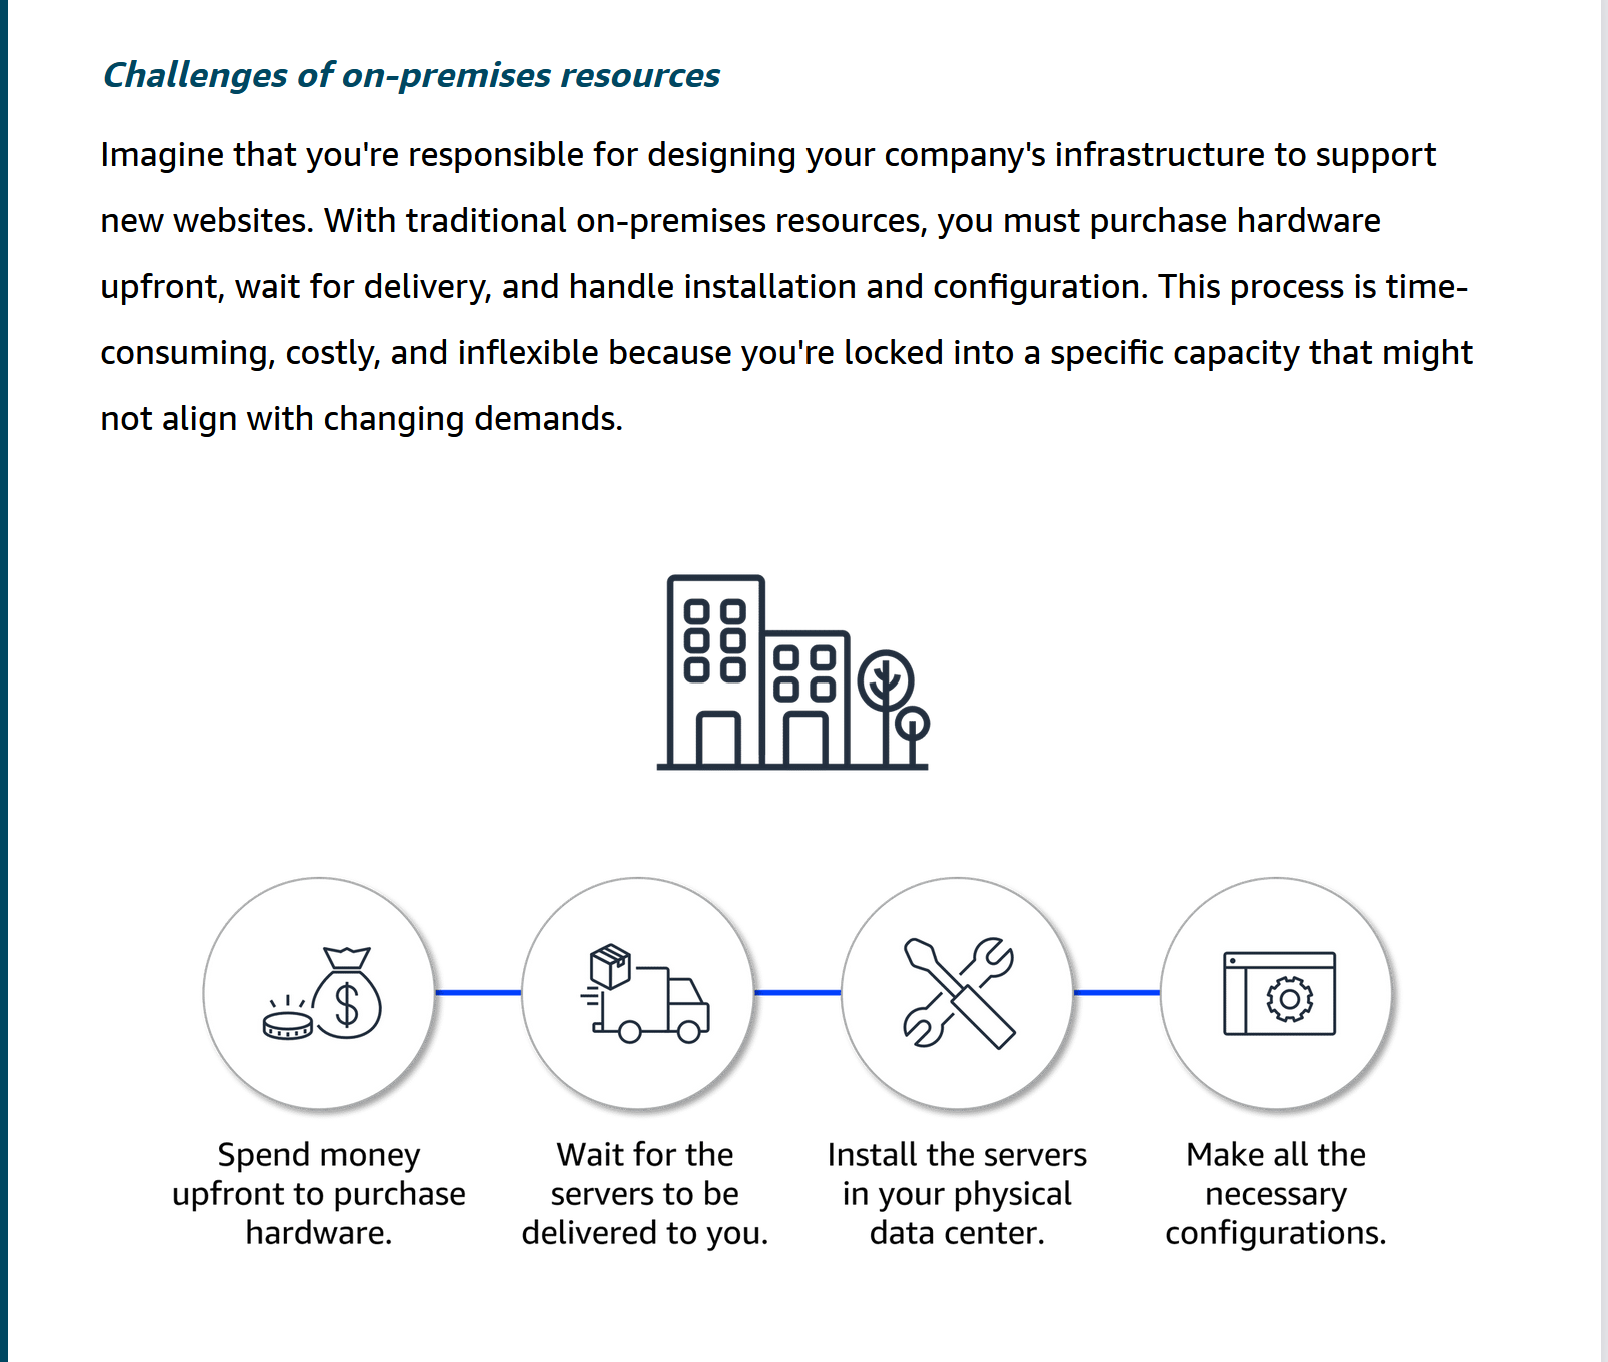 Challenges of on-premises resources
Imagine that you're responsible for designing your company's infrastructure to support
new websites. With traditional on-premises resources, you must purchase hardware
upfront, wait for delivery, and handle installation and configuration. This process is time-
consuming, costly, and inflexible because you're locked into a specific capacity that might
not align with changing demands.
$
Spend money
upfront to purchase
hardware.
Wait for the
servers to be
delivered to you.
Install the servers
in your physical
data center.
Make all the
necessary
configurations.